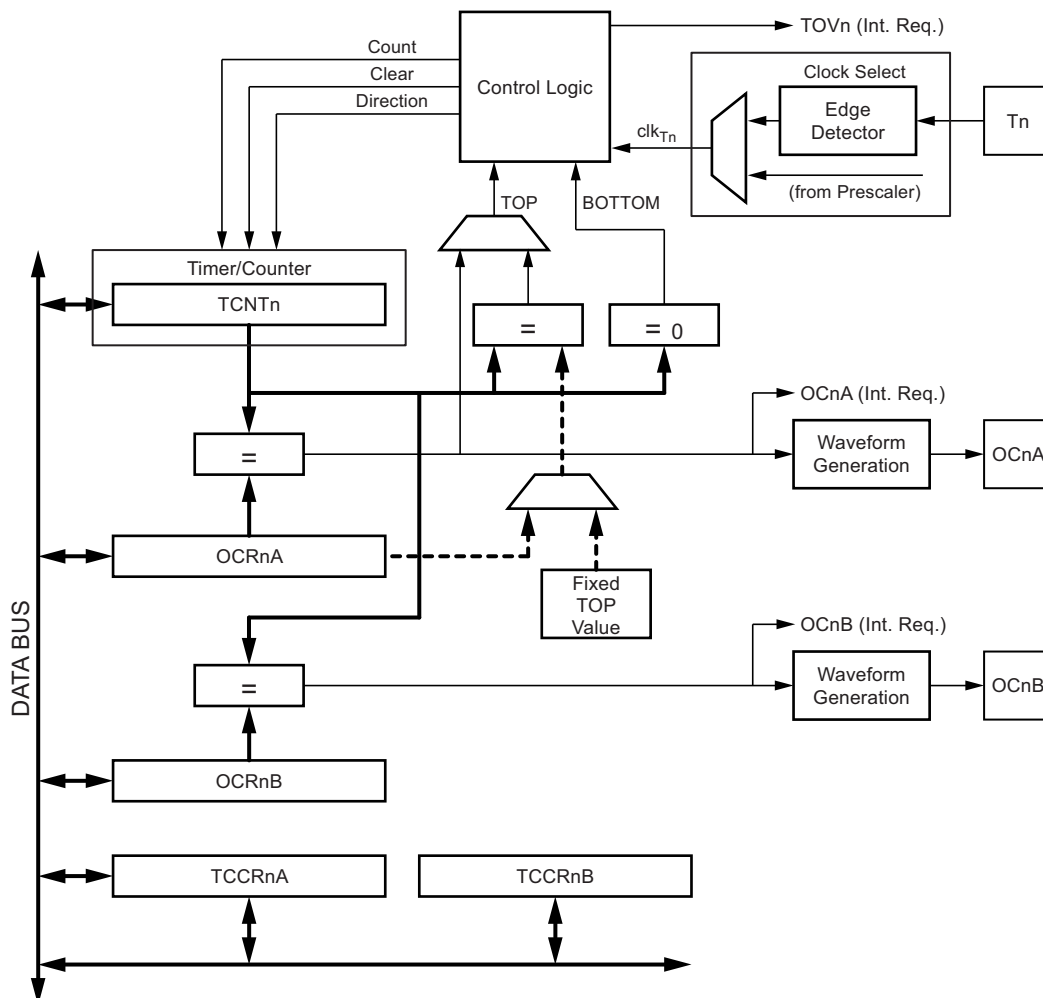 TOVn (Int. Req.)
Count
Clear
Direction
Control Logic
Clock Select
Edge
Detector
Tn
clkTn
(from Prescaler)
TOP
BOTTOM
Timer/Counter
TCNTn
=
= 0
OCnA (Int. Req.)
=
Waveform
Generation
OCnA
OCRnA
Fixed
TOP
Value
DATA BUS
OCnB (Int. Req.)
=
Waveform
Generation
OCnB
OCRnB
TCCRnA
TCCRnB